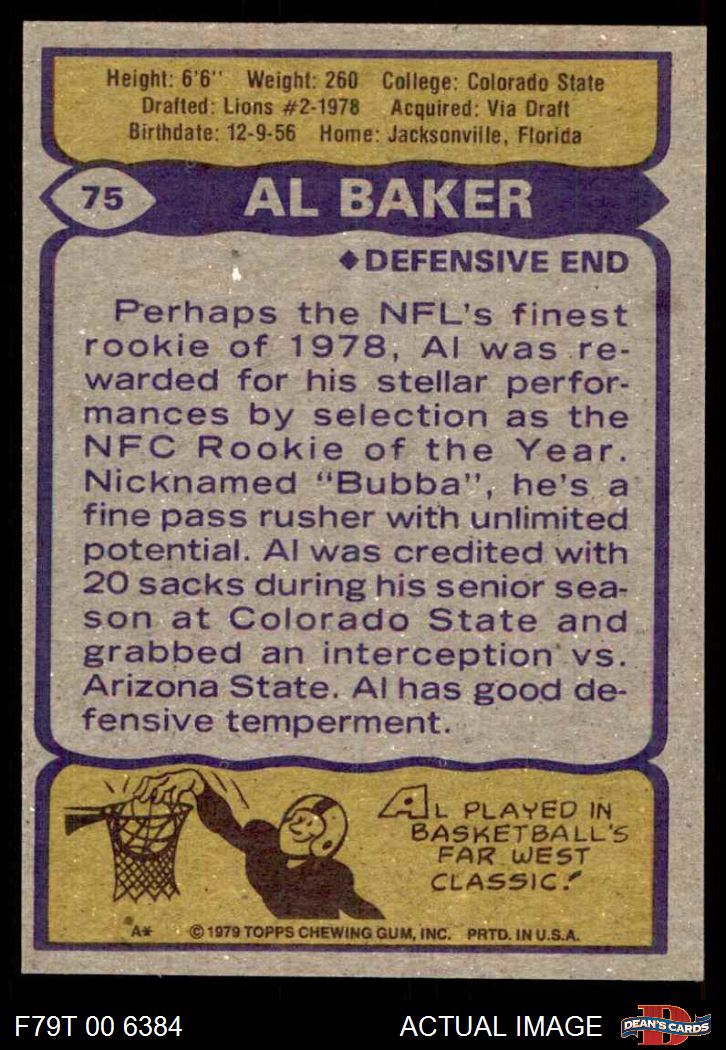 Height: 6'6'' Weight: 260 College: Colorado State
Drafted: Lions #2-1978 Acquired: Via Draft
Birthdate: 12-9-56 Home: Jacksonville, Florida
75 AL BAKER
◆DEFENSIVE END
Perhaps the NFL's finest
rookie of 1978, Al was re-
warded for his stellar perfor-
mances by selection as the
NFC Rookie of the Year.
Nicknamed "Bubba", he's a
fine pass rusher with unlimited
potential. Al was credited with
20 sacks during his senior sea-
son at Colorado State and
grabbed an interception vs.
Arizona State. Al has good de-
fensive temperment.
AL PLAYED IN
BASKETBALL'S
FAR WEST
CLASSIC!
A* ©1979 TOPPS CHEWING GUM, INC. PRTD. IN U.S.A.
F79T 00 6384 ACTUAL IMAGE D DEAN'S CARDS